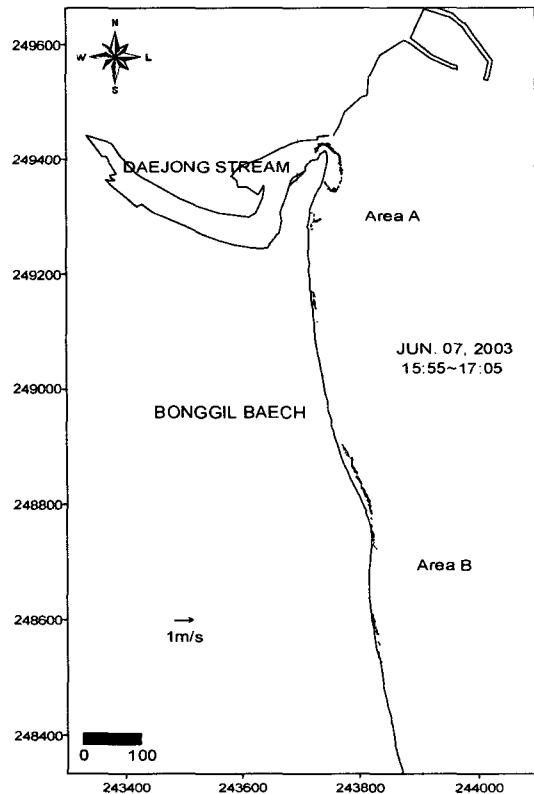 249600
N
W L
S
249400
DAEJONG STREAM
Area A
249200
JUN. 07, 2003
15:55~17:05
249000
BONGGIL BAECH
248800
Area B
248600
1m/s
248400
0 100
243400 243600 243800 244000